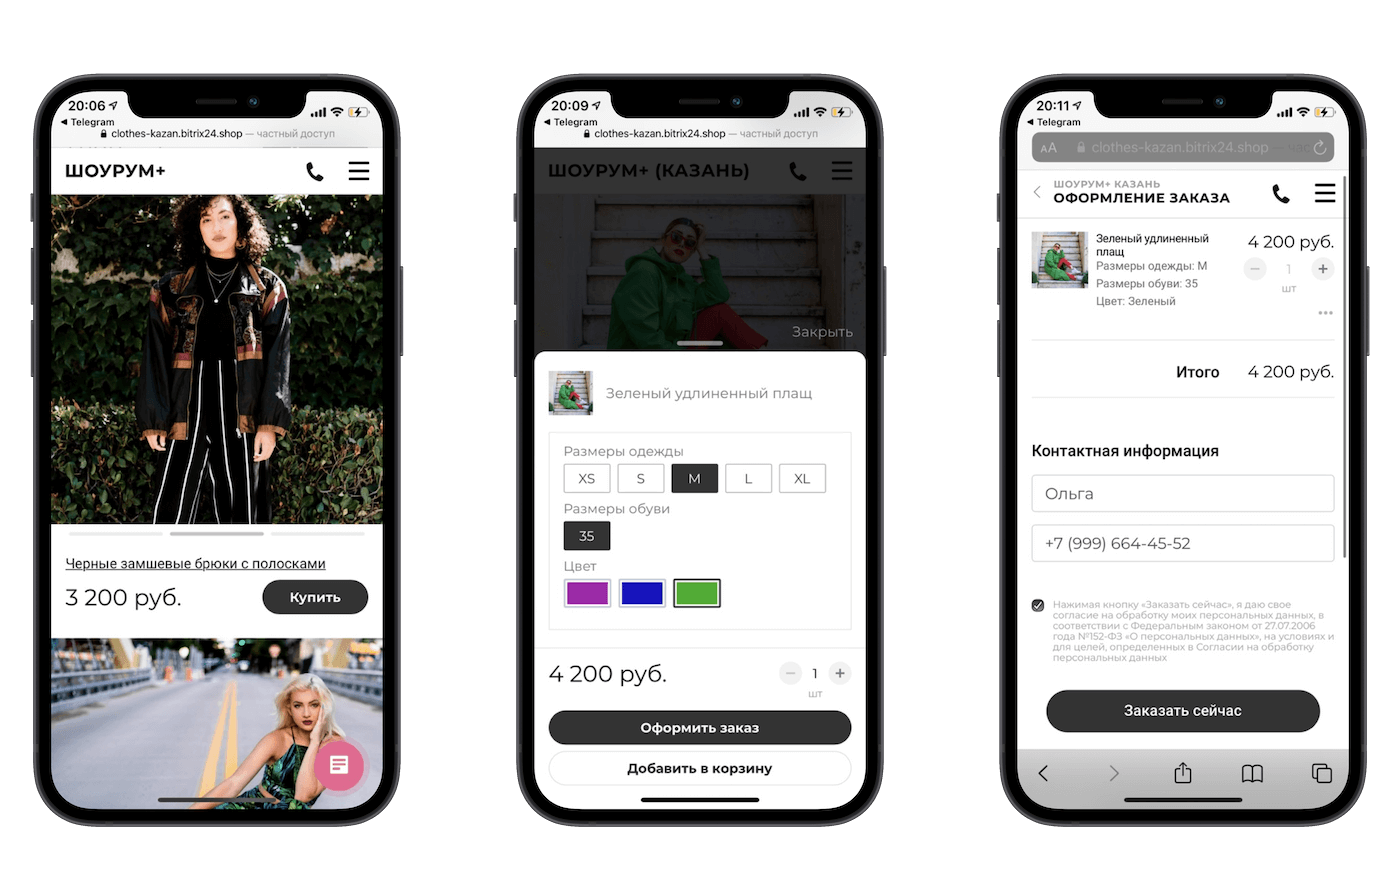 20:06
Telegram
clothes-kazan.bitrix24.shop — частный доступ
ШОУРУМ+
Черные замшевые брюки с полосками
3 200 руб.
Купить
20:09
Telegram
clothes-kazan.bitrix24.shop — частный доступ
ШОУРУМ+ (КАЗАНЬ)
Закрыть
Зеленый удлиненный плащ
Размеры одежды
XS S M L XL
Размеры обуви
35
Цвет
4 200 руб.
1
шт
Оформить заказ
Добавить в корзину
20:11
Telegram
AA clothes-kazan.bitrix24.shop — час
ШОУРУМ+ КАЗАНЬ
ОФОРМЛЕНИЕ ЗАКАЗА
Зеленый удлиненный
плащ
4 200 руб.
Размеры одежды: M
1
Размеры обуви: 35
шт
Цвет: Зеленый
Итого 4 200 руб.
Контактная информация
Ольга
+7 (999) 664-45-52
Нажимая кнопку «Заказать сейчас», я даю свое
согласие на обработку моих персональных данных, в
соответствии с Федеральным законом от 27.07.2006
года №152-ФЗ «О персональных данных», на условиях и
для целей, определенных в Согласии на обработку
персональных данных
Заказать сейчас